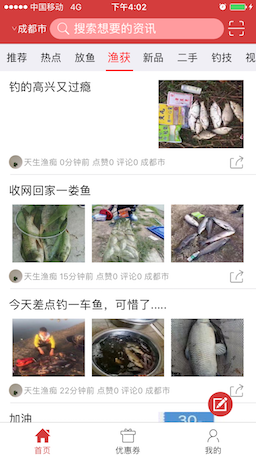 中国移动 4G 下午4:02
成都市 搜索想要的资讯
推荐 热点 放鱼 渔获 新品 二手 钓技 视
钓的高兴又过瘾
天生渔痴 0分钟前 点赞0 评论0 成都市
收网回家一娄鱼
天生渔痴 15分钟前 点赞0 评论0 成都市
今天差点钓一车鱼，可惜了.....
天生渔痴 22分钟前 点赞0 评论0 成都市
加油
30
首页 优惠券 我的